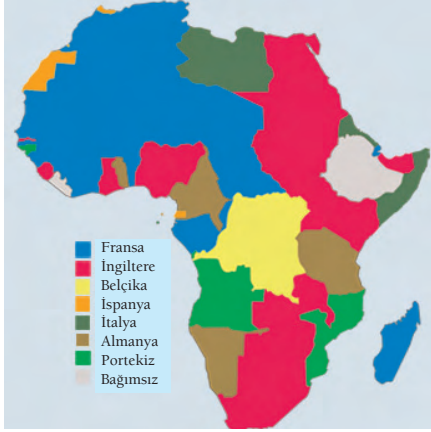 Fransa
İngiltere
Belçika
İspanya
İtalya
Almanya
Portekiz
Bağımsız